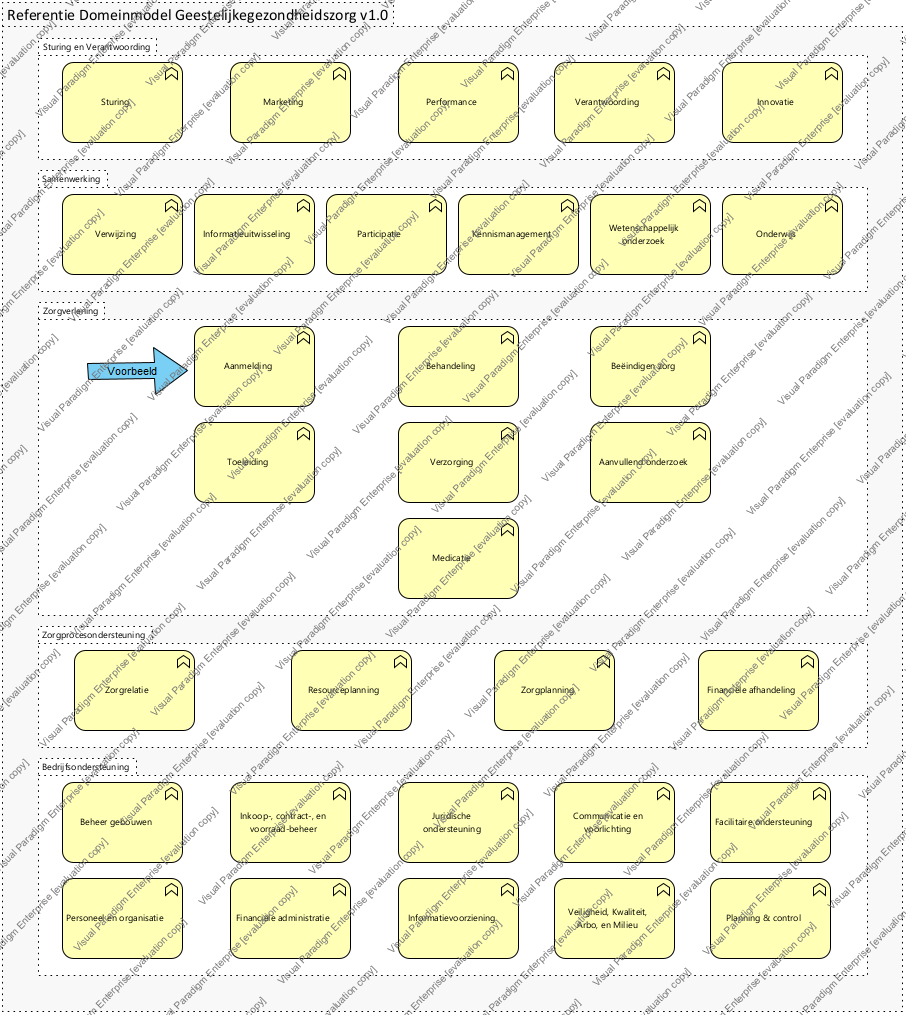 Referentie Domeinmodel Geestelijkegezondheidszorg v1.0
Sturing en Verantwoording
Sturing
Marketing
Performance
Verantwoording
Innovatie
Samenwerking
Verwijzing
Informatieuitwisseling
Participatie
Kennismanagement
Wetenschappelijk
onderzoek
Onderwijs
Zorgverlening
Voorbeeld
Aanmelding
Behandeling
Beëindigen zorg
Toeleiding
Verzorging
Aanvullend onderzoek
Medicatie
Zorgprocesondersteuning
Zorgrelatie
Resourceplanning
Zorgplanning
Financiële afhandeling
Bedrijfsondersteuning
Beheer gebouwen
Inkoop-, contract-, en
voorraad-beheer
Juridische
ondersteuning
Communicatie en
voorlichting
Facilitaire ondersteuning
Personeel en organisatie
Financiële administratie
Informatievoorziening
Veiligheid, Kwaliteit,
Arbo, en Milieu
Planning & control
Visual Paradigm Enterprise [evaluation copy]